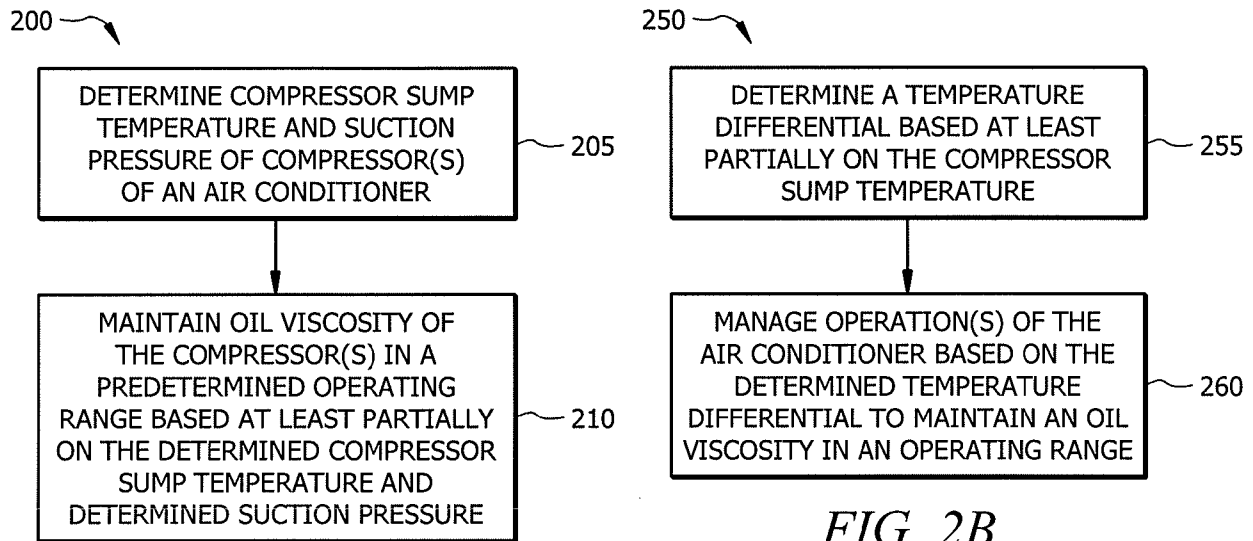 200
DETERMINE COMPRESSOR SUMP
TEMPERATURE AND SUCTION
PRESSURE OF COMPRESSOR(S)
OF AN AIR CONDITIONER
205
MAINTAIN OIL VISCOSITY OF
THE COMPRESSOR(S) IN A
PREDETERMINED OPERATING
RANGE BASED AT LEAST PARTIALLY
ON THE DETERMINED COMPRESSOR
SUMP TEMPERATURE AND
DETERMINED SUCTION PRESSURE
210
250
DETERMINE A TEMPERATURE
DIFFERENTIAL BASED AT LEAST
PARTIALLY ON THE COMPRESSOR
SUMP TEMPERATURE
255
MANAGE OPERATION(S) OF THE
AIR CONDITIONER BASED ON THE
DETERMINED TEMPERATURE
DIFFERENTIAL TO MAINTAIN AN OIL
VISCOSITY IN AN OPERATING RANGE
260
FIG. 2B